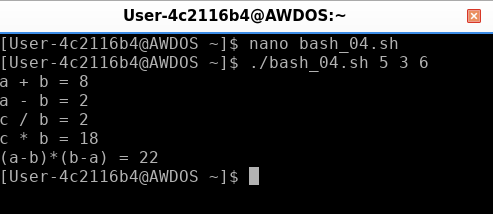 User-4c2116b4@AWDOS:~
[User-4c2116b4@AWDOS ~]$ nano bash_04.sh
[User-4c2116b4@AWDOS ~]$ ./bash_04.sh 5 3 6
a + b = 8
a - b = 2
c / b = 2
c * b = 18
(a-b)*(b-a) = 22
[User-4c2116b4@AWDOS ~]$